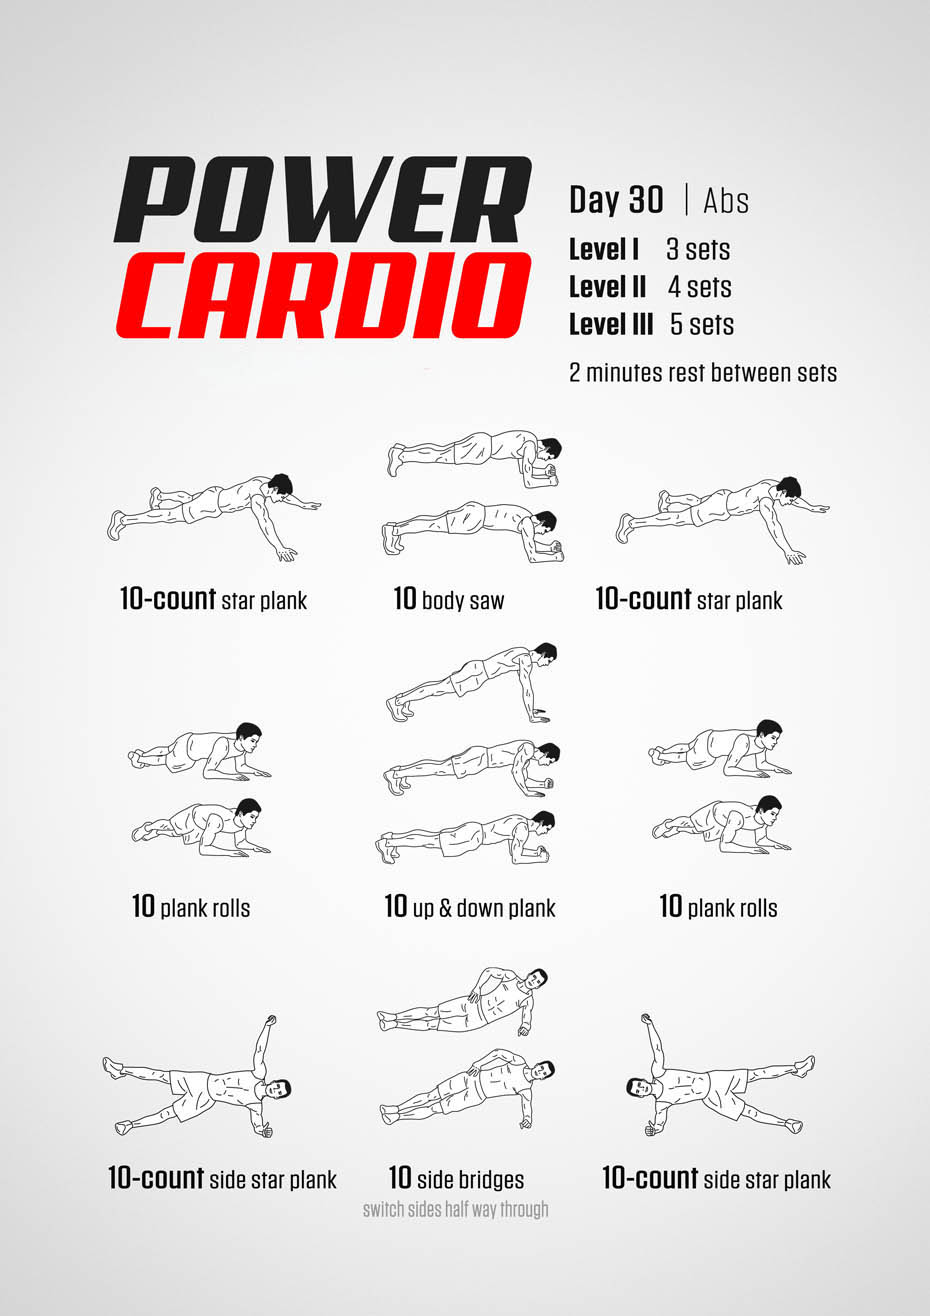 POWER
CARDIO
Day 30 | Abs
Level I 3 sets
Level II 4 sets
Level III 5 sets
2 minutes rest between sets
10-count star plank
10 body saw
10-count star plank
10 plank rolls
10 up & down plank
10 plank rolls
10-count side star plank
10 side bridges
switch sides half way through
10-count side star plank